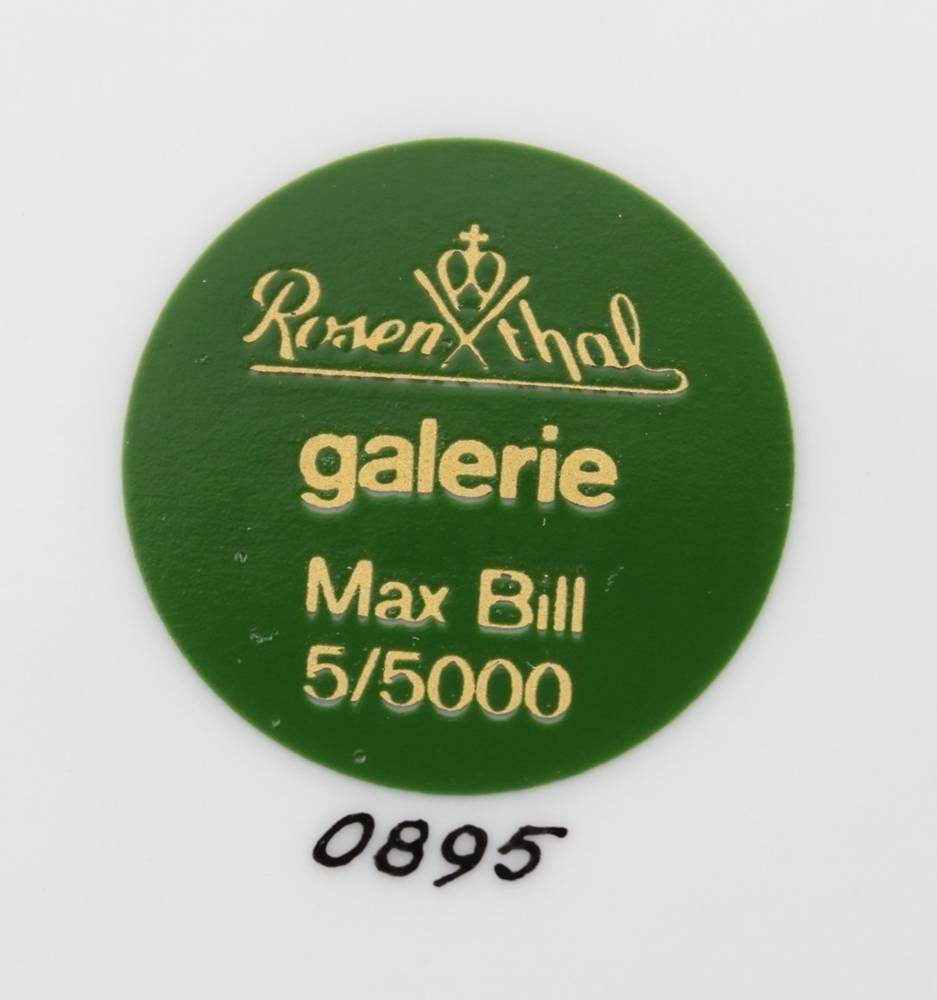 Rosenthal
galerie
Max Bill
5/5000
0895